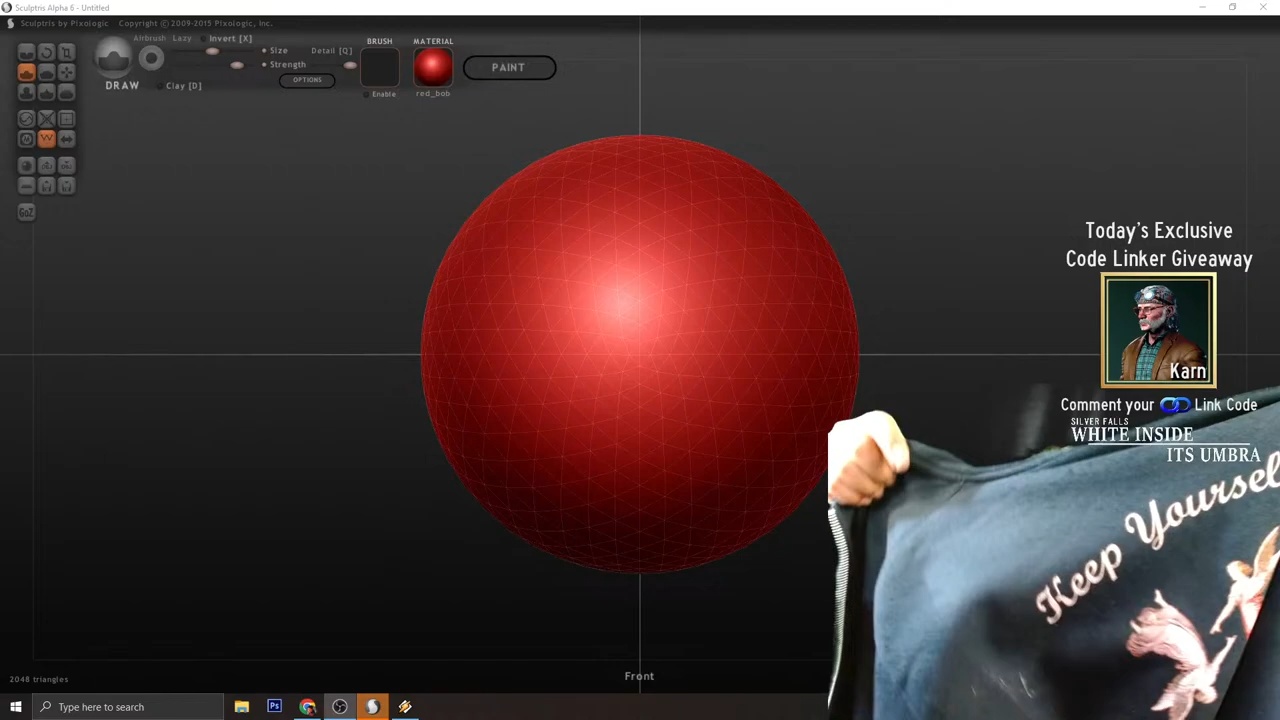 Sculptris Alpha 6 - Untitled
Sculptris by Pixologic Copyright © 2009-2015 Pixologic, Inc.
Airbrush Lazy Invert [X]
BRUSH MATERIAL
Size Detail [Q]
Strength
PAINT
OPTIONS
DRAW Clay [D]
Enable red_bob
GoZ
Today's Exclusive
Code Linker Giveaway
Karn
Comment your Link Code
SILVER FALLS
WHITE INSIDE
ITS UMBRA
Keep Yoursel
2048 triangles
Front
Type here to search
Ps